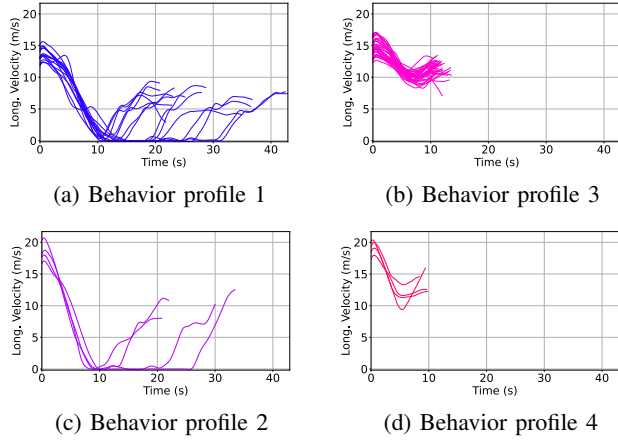 Long. Velocity (m/s)
15
10
5
0
0 10 20 30 40
Time (s)
(a) Behavior profile 1
Long. Velocity (m/s)
20
15
10
5
0
0 10 20 30 40
Time (s)
(b) Behavior profile 3
Long. Velocity (m/s)
20
15
10
5
0
0 10 20 30 40
Time (s)
(c) Behavior profile 2
Long. Velocity (m/s)
20
15
10
5
0
0 10 20 30 40
Time (s)
(d) Behavior profile 4